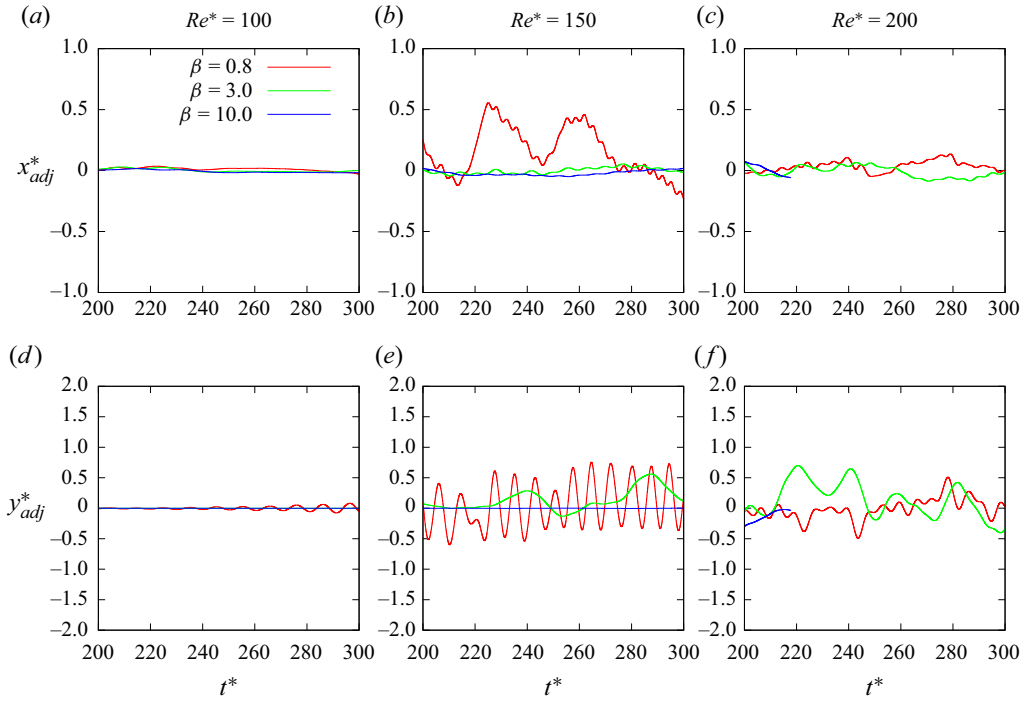 (a) Re* = 100 (b) Re* = 150 (c) Re* = 200
1.0 1.0 1.0
β = 0.8
β = 3.0
β = 10.0
0.5 0.5 0.5
x*adj 0 0 0
–0.5 –0.5 –0.5
–1.0 –1.0 –1.0
200 220 240 260 280 300 200 220 240 260 280 300 200 220 240 260 280 300
(d) (e) (f)
2.0 2.0 2.0
1.5 1.5 1.5
1.0 1.0 1.0
0.5 0.5 0.5
y*adj 0 0 0
–0.5 –0.5 –0.5
–1.0 –1.0 –1.0
–1.5 –1.5 –1.5
–2.0 –2.0 –2.0
200 220 240 260 280 300 200 220 240 260 280 300 200 220 240 260 280 300
t* t* t*